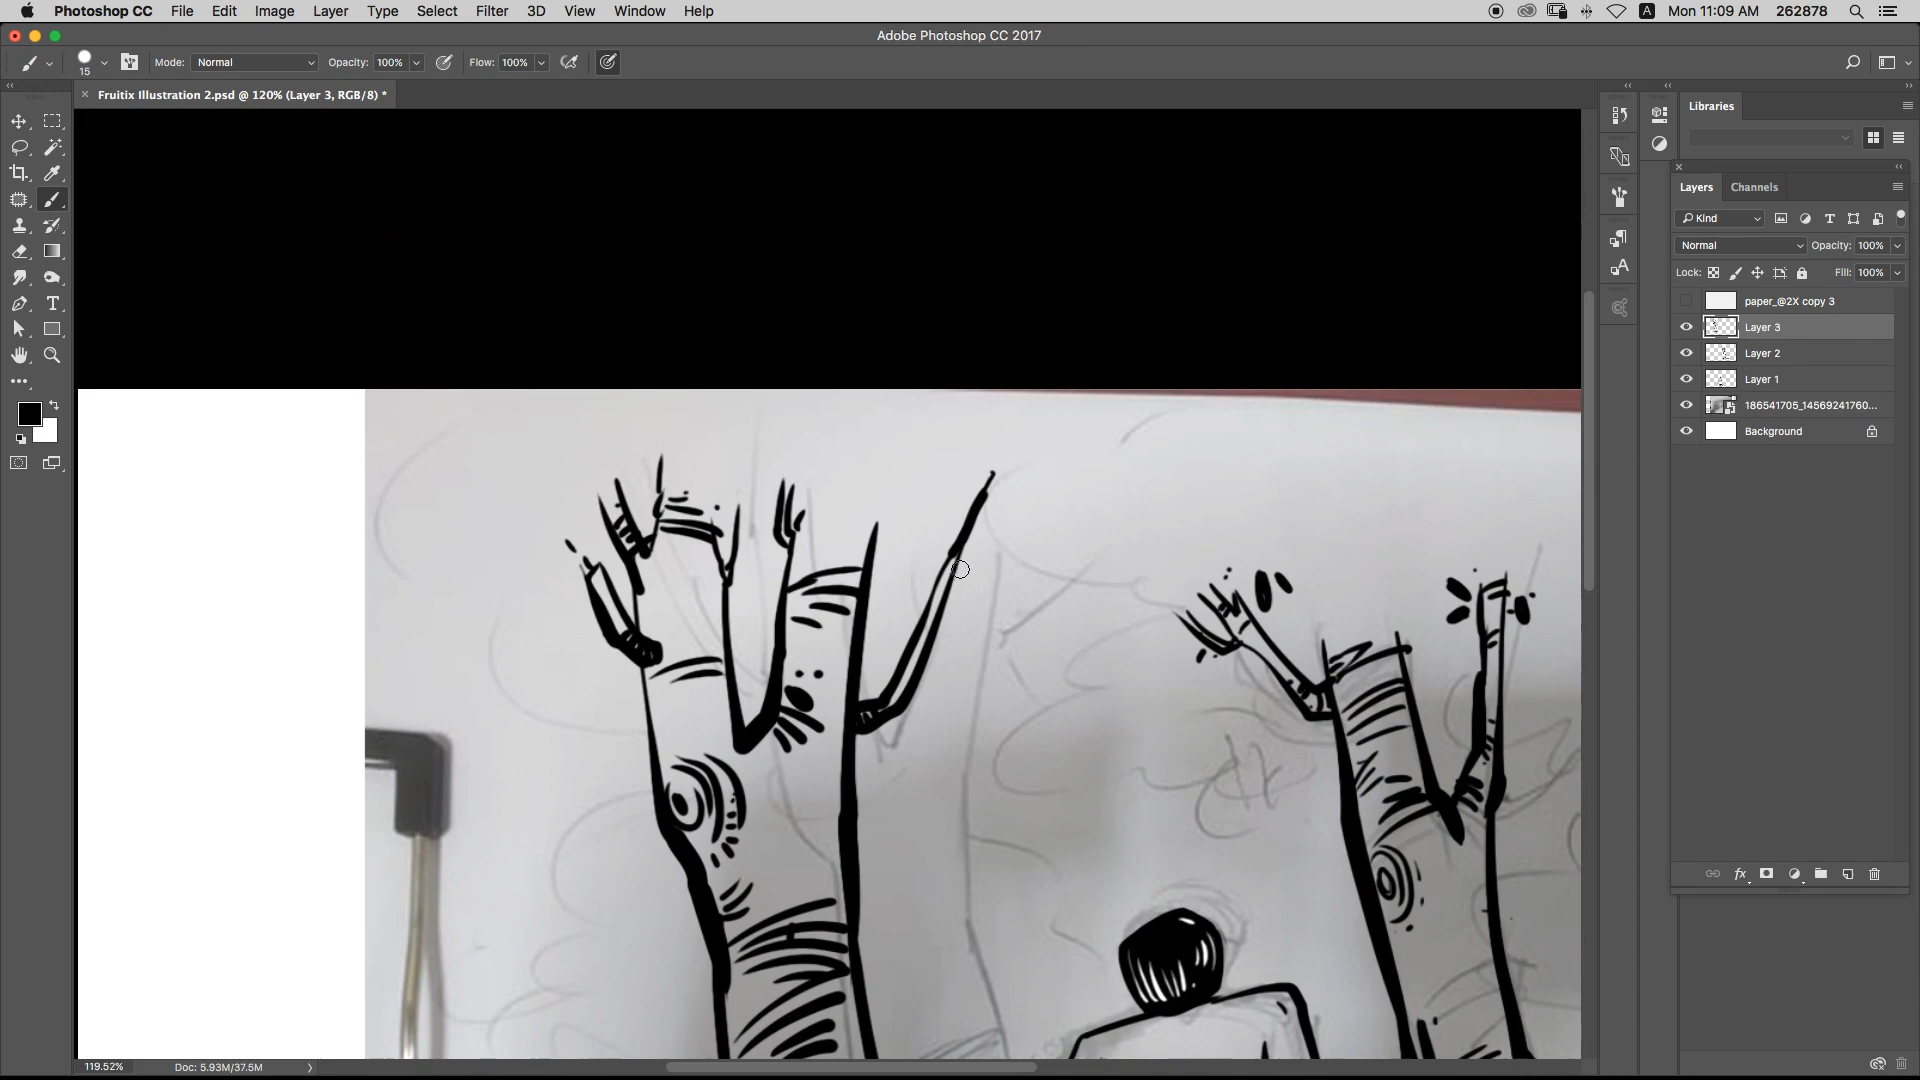 Photoshop CC File Edit Image Layer Type Select Filter 3D View Window Help A Mon 11:09 AM 262878
Adobe Photoshop CC 2017
15 Mode: Normal Opacity: 100% Flow: 100%
× Fruitix Illustration 2.psd @ 120% (Layer 3, RGB/8) *
Libraries
Layers Channels
Kind
Normal Opacity: 100%
Lock: Fill: 100%
paper_@2X copy 3
Layer 3
Layer 2
Layer 1
186541705_14569241760...
Background
fx
119.52% Doc: 5.93M/37.5M